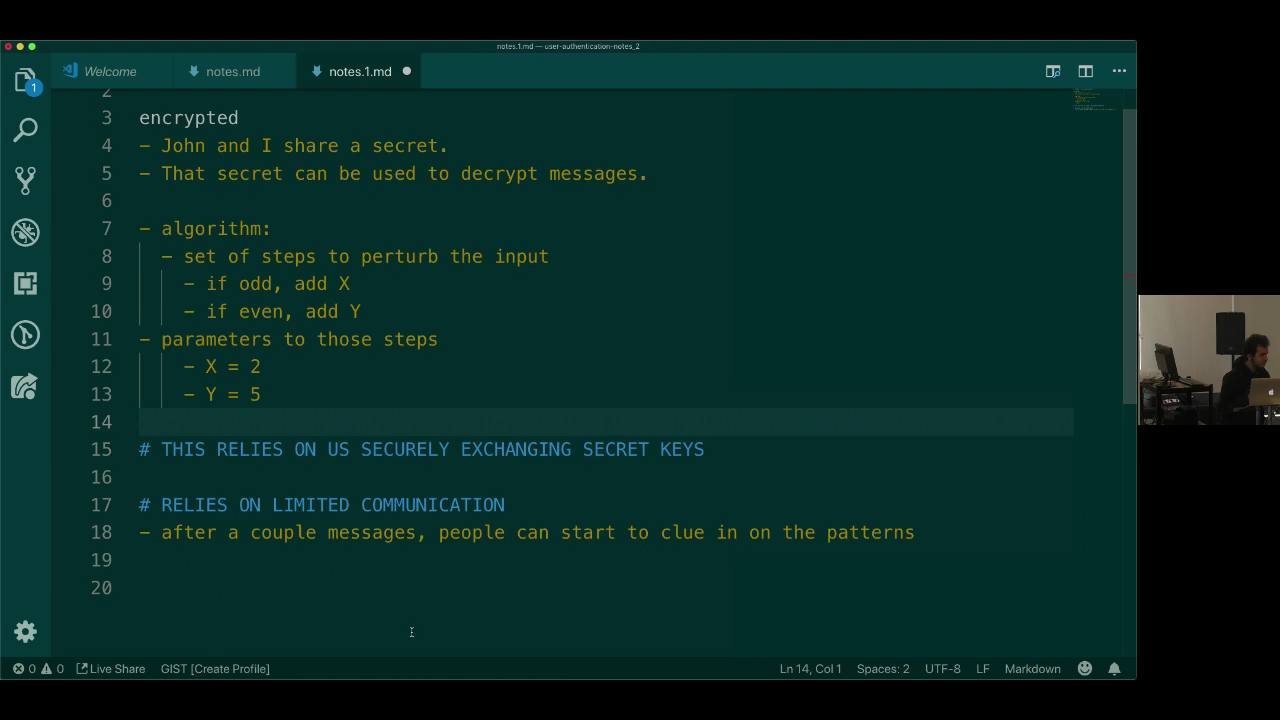 notes.1.md — user-authentication-notes_2
Welcome
notes.md
notes.1.md
1
2
3 encrypted
4 - John and I share a secret.
5 - That secret can be used to decrypt messages.
6
7 - algorithm:
8 - set of steps to perturb the input
9 - if odd, add X
10 - if even, add Y
11 - parameters to those steps
12 - X = 2
13 - Y = 5
14
15 # THIS RELIES ON US SECURELY EXCHANGING SECRET KEYS
16
17 # RELIES ON LIMITED COMMUNICATION
18 - after a couple messages, people can start to clue in on the patterns
19
20
0 0 Live Share GIST [Create Profile] Ln 14, Col 1 Spaces: 2 UTF-8 LF Markdown